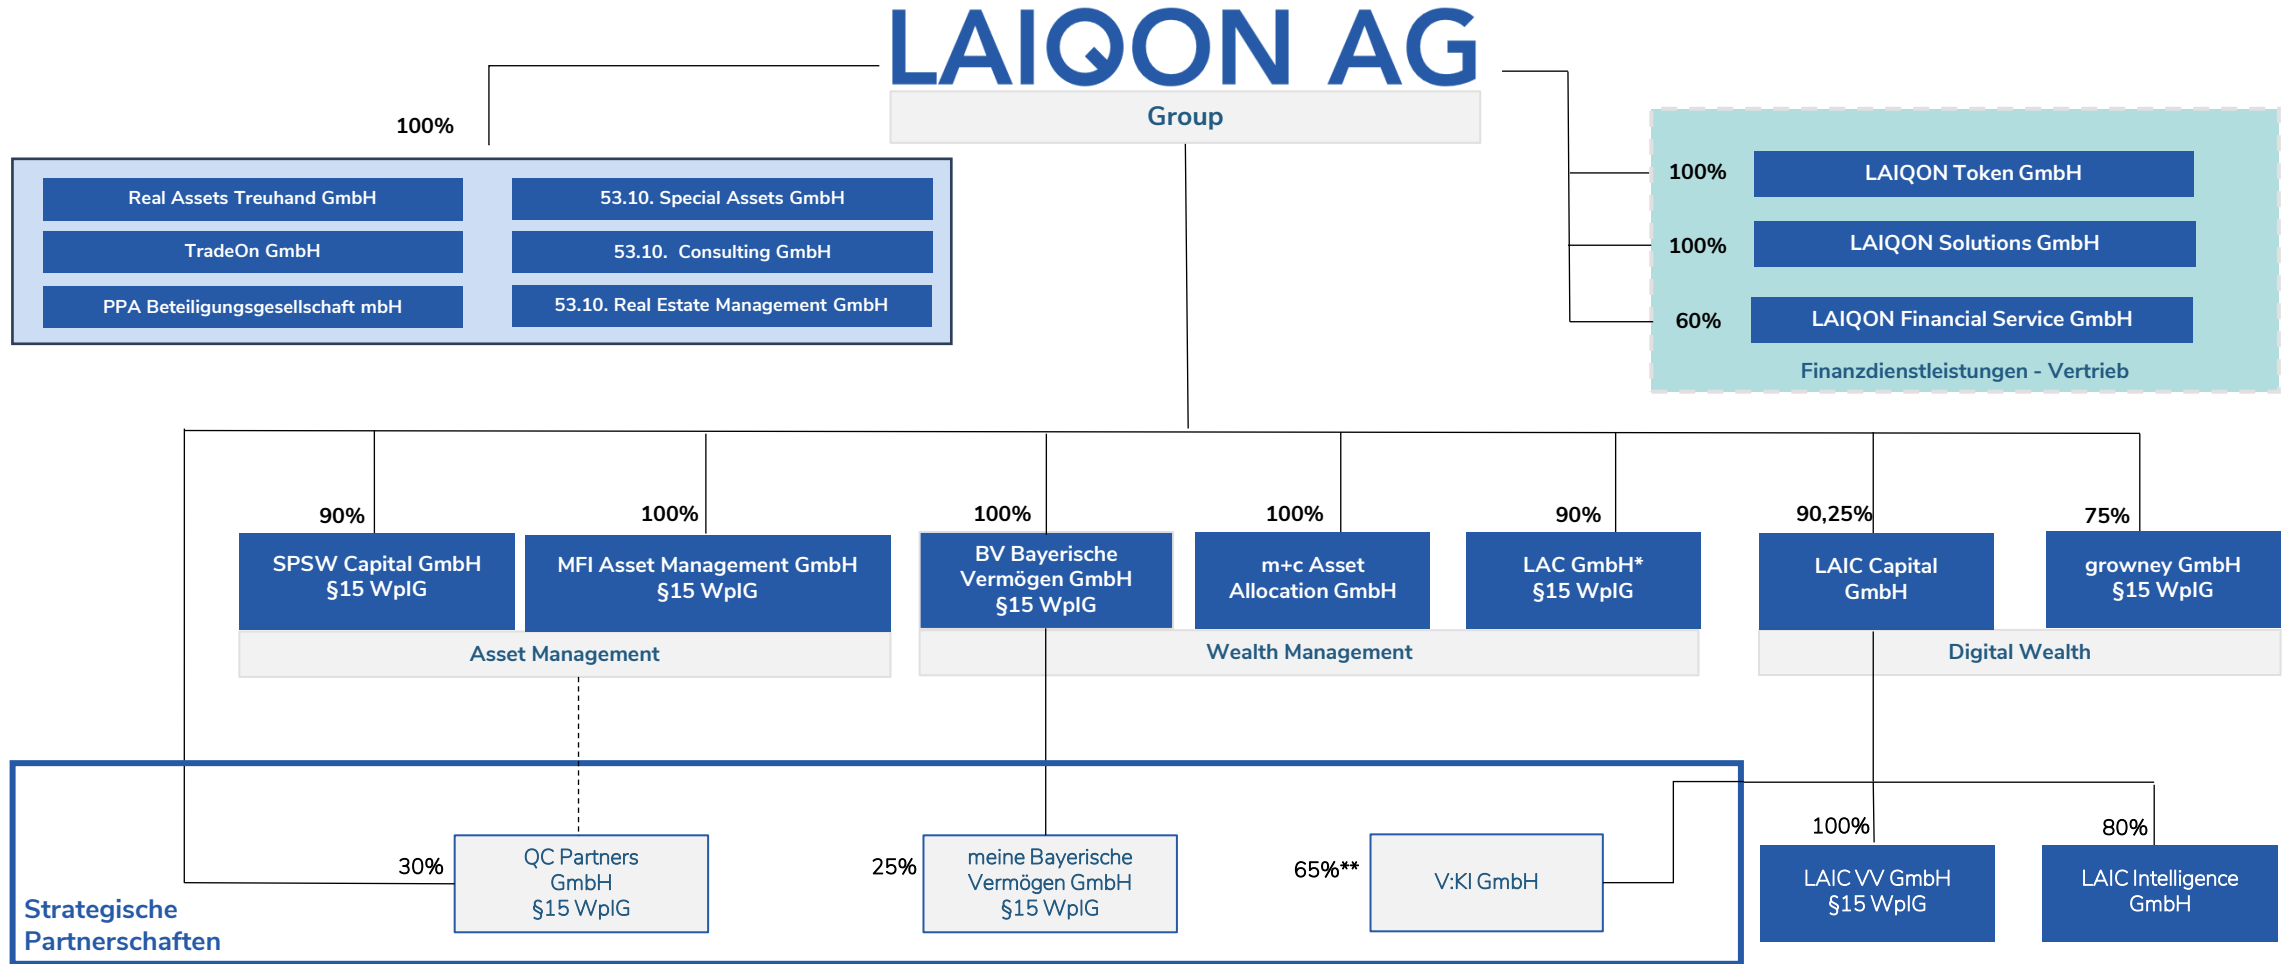 LAIQON AG
Group
100%
Real Assets Treuhand GmbH
53.10. Special Assets GmbH
TradeOn GmbH
53.10.  Consulting GmbH
PPA Beteiligungsgesellschaft mbH
53.10. Real Estate Management GmbH
100%
LAIQON Token GmbH
100%
LAIQON Solutions GmbH
60%
LAIQON Financial Service GmbH
Finanzdienstleistungen - Vertrieb
90%
SPSW Capital GmbH
§15 WpIG
100%
MFI Asset Management GmbH
§15 WpIG
Asset Management
100%
BV Bayerische
Vermögen GmbH
§15 WpIG
100%
m+c Asset
Allocation GmbH
90%
LAC GmbH*
§15 WpIG
Wealth Management
90,25%
LAIC Capital
GmbH
75%
growney GmbH
§15 WpIG
Digital Wealth
Strategische
Partnerschaften
30%
QC Partners
GmbH
§15 WpIG
25%
meine Bayerische
Vermögen GmbH
§15 WpIG
65%**
V:KI GmbH
100%
LAIC VV GmbH
§15 WpIG
80%
LAIC Intelligence
GmbH